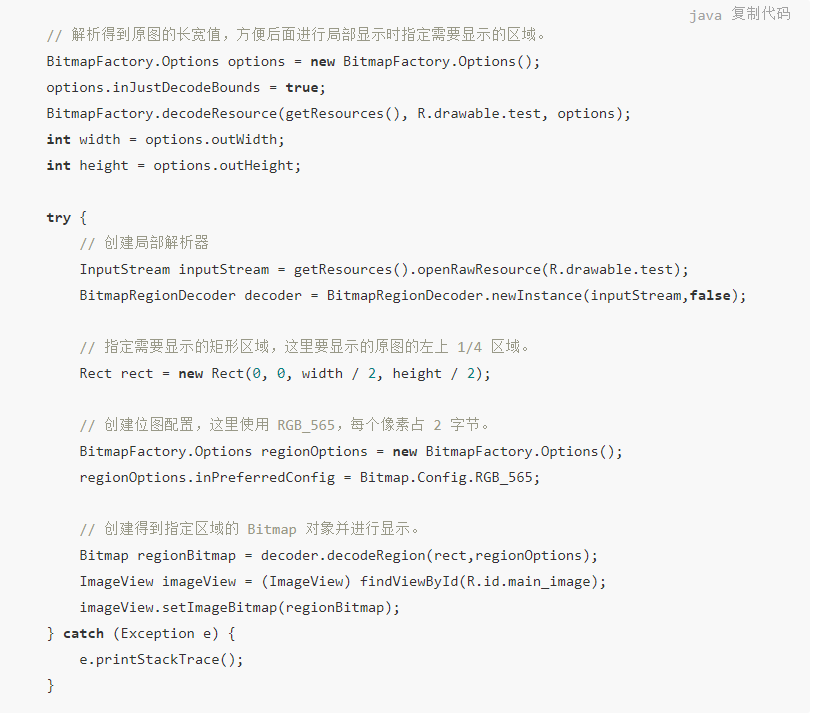 java 复制代码
// 解析得到原图的长宽值，方便后面进行局部显示时指定需要显示的区域。
BitmapFactory.Options options = new BitmapFactory.Options();
options.inJustDecodeBounds = true;
BitmapFactory.decodeResource(getResources(), R.drawable.test, options);
int width = options.outWidth;
int height = options.outHeight;

try {
    // 创建局部解析器
    InputStream inputStream = getResources().openRawResource(R.drawable.test);
    BitmapRegionDecoder decoder = BitmapRegionDecoder.newInstance(inputStream,false);

    // 指定需要显示的矩形区域，这里要显示的原图的左上 1/4 区域。
    Rect rect = new Rect(0, 0, width / 2, height / 2);

    // 创建位图配置，这里使用 RGB_565，每个像素占 2 字节。
    BitmapFactory.Options regionOptions = new BitmapFactory.Options();
    regionOptions.inPreferredConfig = Bitmap.Config.RGB_565;

    // 创建得到指定区域的 Bitmap 对象并进行显示。
    Bitmap regionBitmap = decoder.decodeRegion(rect,regionOptions);
    ImageView imageView = (ImageView) findViewById(R.id.main_image);
    imageView.setImageBitmap(regionBitmap);
} catch (Exception e) {
    e.printStackTrace();
}